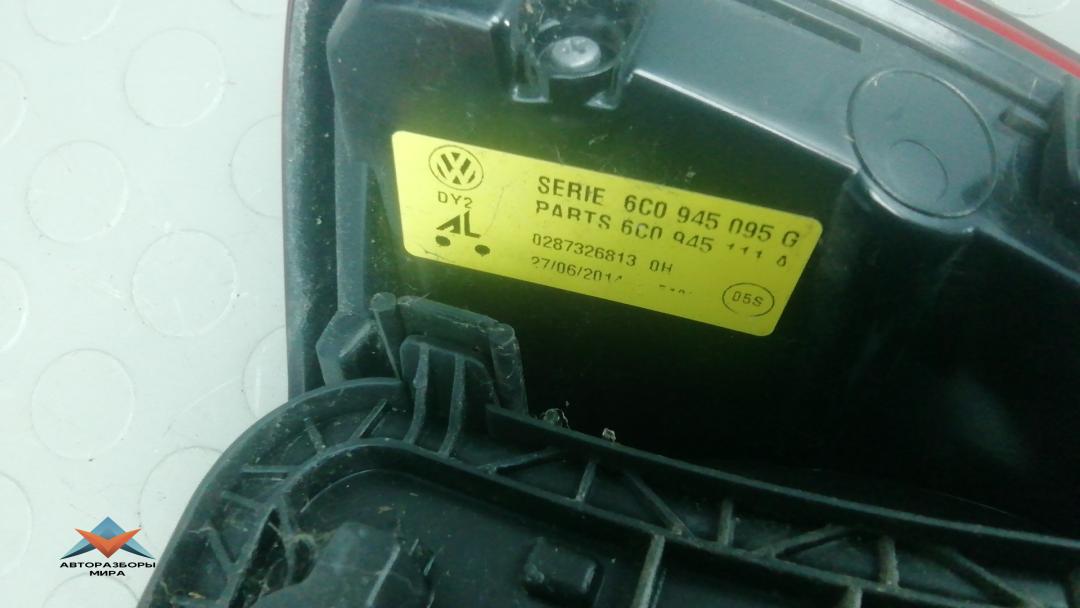 VW
DY2
AL
SERIE 6C0 945 095 G
PARTS 6C0 945
0287326813 0H
27/06/2014
05S
АВТОРАЗБОРЫ
МИРА